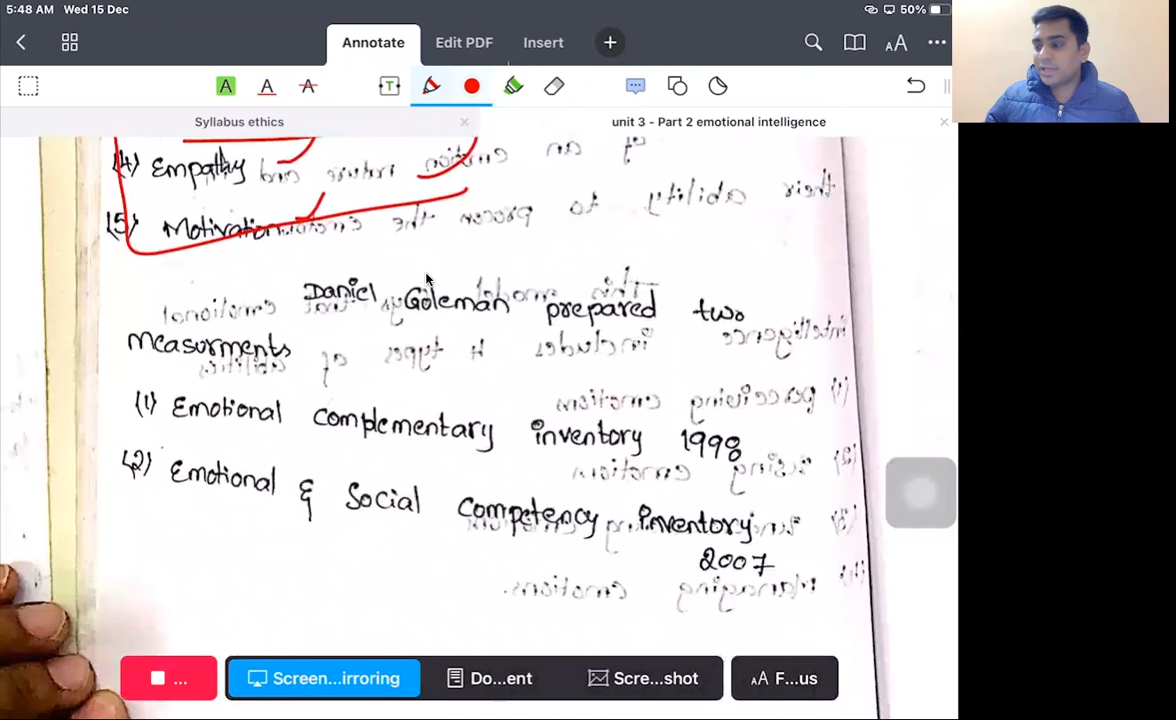 5:48 AM Wed 15 Dec
50%
Annotate
Edit PDF
Insert
Syllabus ethics
unit 3 - Part 2 emotional intelligence
(4) Empathy
(5) Motivation
Daniel Goleman prepared two
measurments
(1) Emotional complementary inventory 1998
(2) Emotional & Social Competency Inventory
2007
... Screen...irroring Do...ent Scre...shot AA F...us